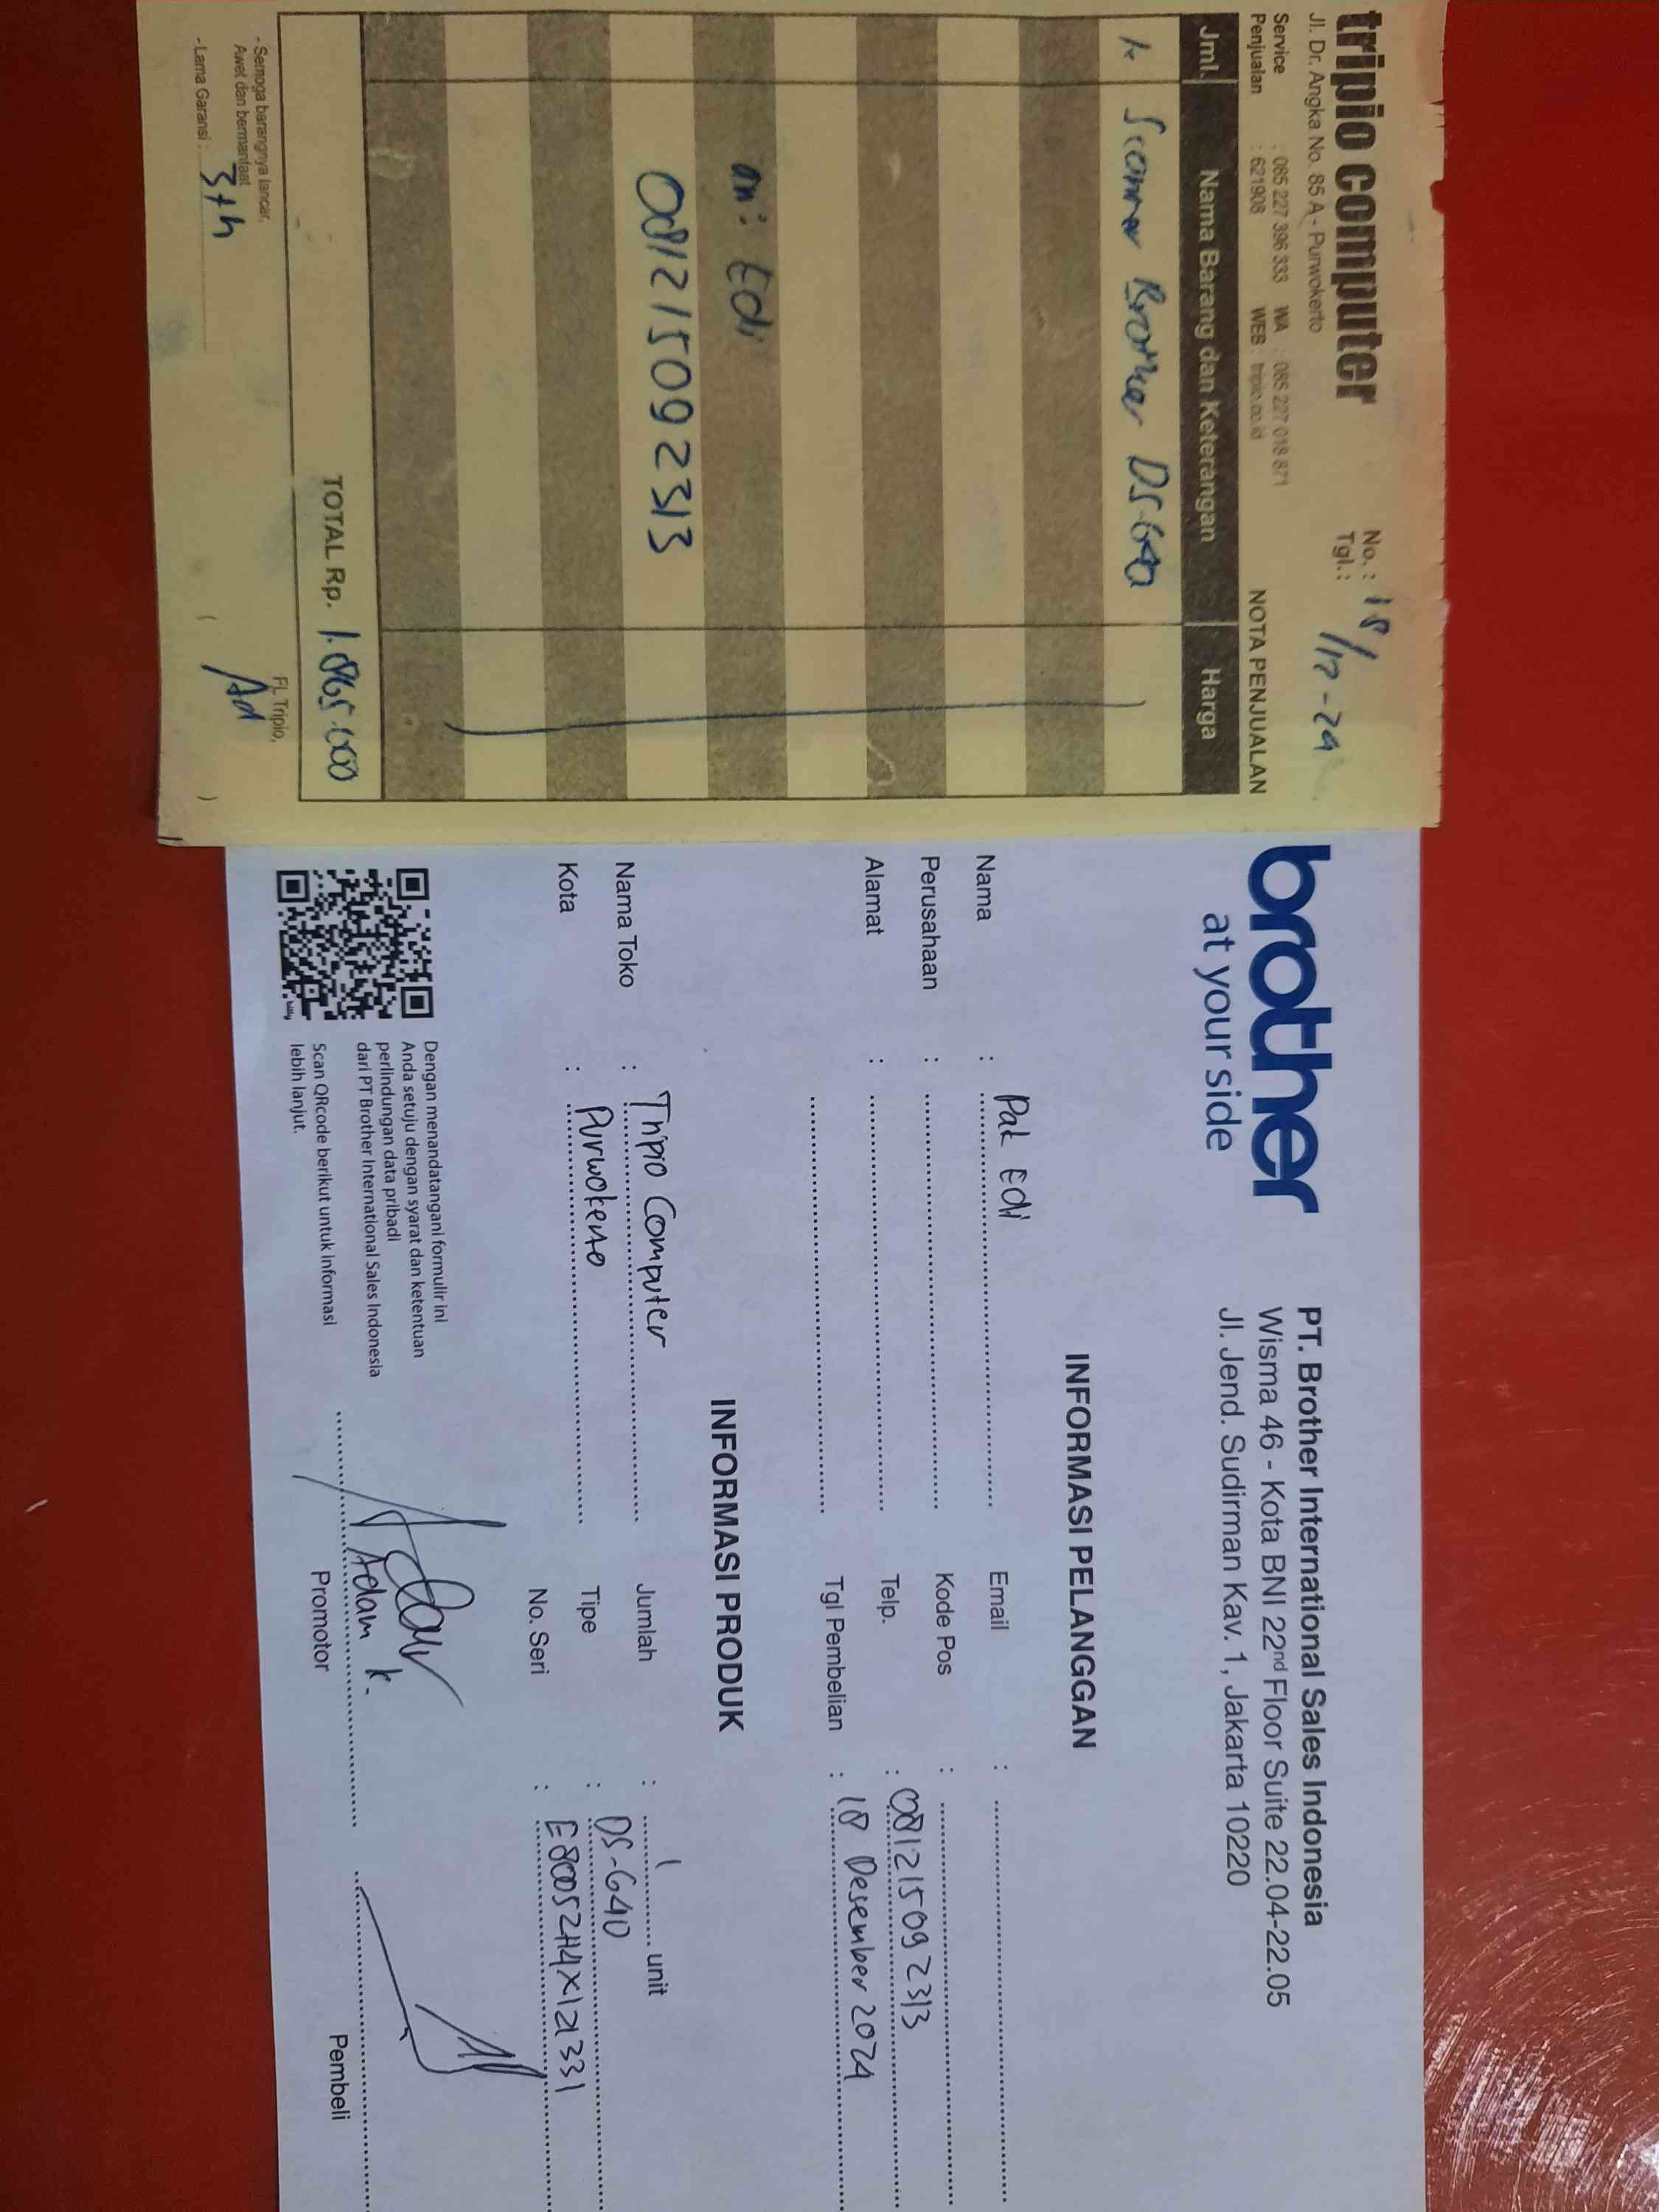 tripio computer
Jl. Dr. Angka No. 85 A - Purwokerto
Service : 085 227 396 333 WA : 085 227 018 871
Penjualan : 621908 WEB : tripio.co.id
No. : 18/12-24
Tgl. :
NOTA PENJUALAN
Jml. Nama Barang dan Keterangan Harga
1x Scanner Brother DS-640
an: Edi
081215092313
TOTAL Rp. 1.865.000
- Semoga barangnya lancar,
Awet dan bermanfaat
- Lama Garansi : 3th
FL Tripio,
( Ad )
brother
at your side
PT. Brother International Sales Indonesia
Wisma 46 - Kota BNI 22nd Floor Suite 22.04-22.05
Jl. Jend. Sudirman Kav. 1, Jakarta 10220
INFORMASI PELANGGAN
Nama : Pak Edi
Email :
Perusahaan :
Kode Pos :
Alamat :
Telp. : 081215092313
Tgl Pembelian : 18 Desember 2024
INFORMASI PRODUK
Nama Toko : Tripio Computer
Jumlah : 1 unit
Kota : Purwokerto
Tipe : DS-640
No. Seri :
Dengan menandatangani formulir ini
Anda setuju dengan syarat dan ketentuan
perlindungan data pribadi
dari PT Brother International Sales Indonesia
Scan QRcode berikut untuk informasi
lebih lanjut.
Adam k.
Promotor
Pembeli